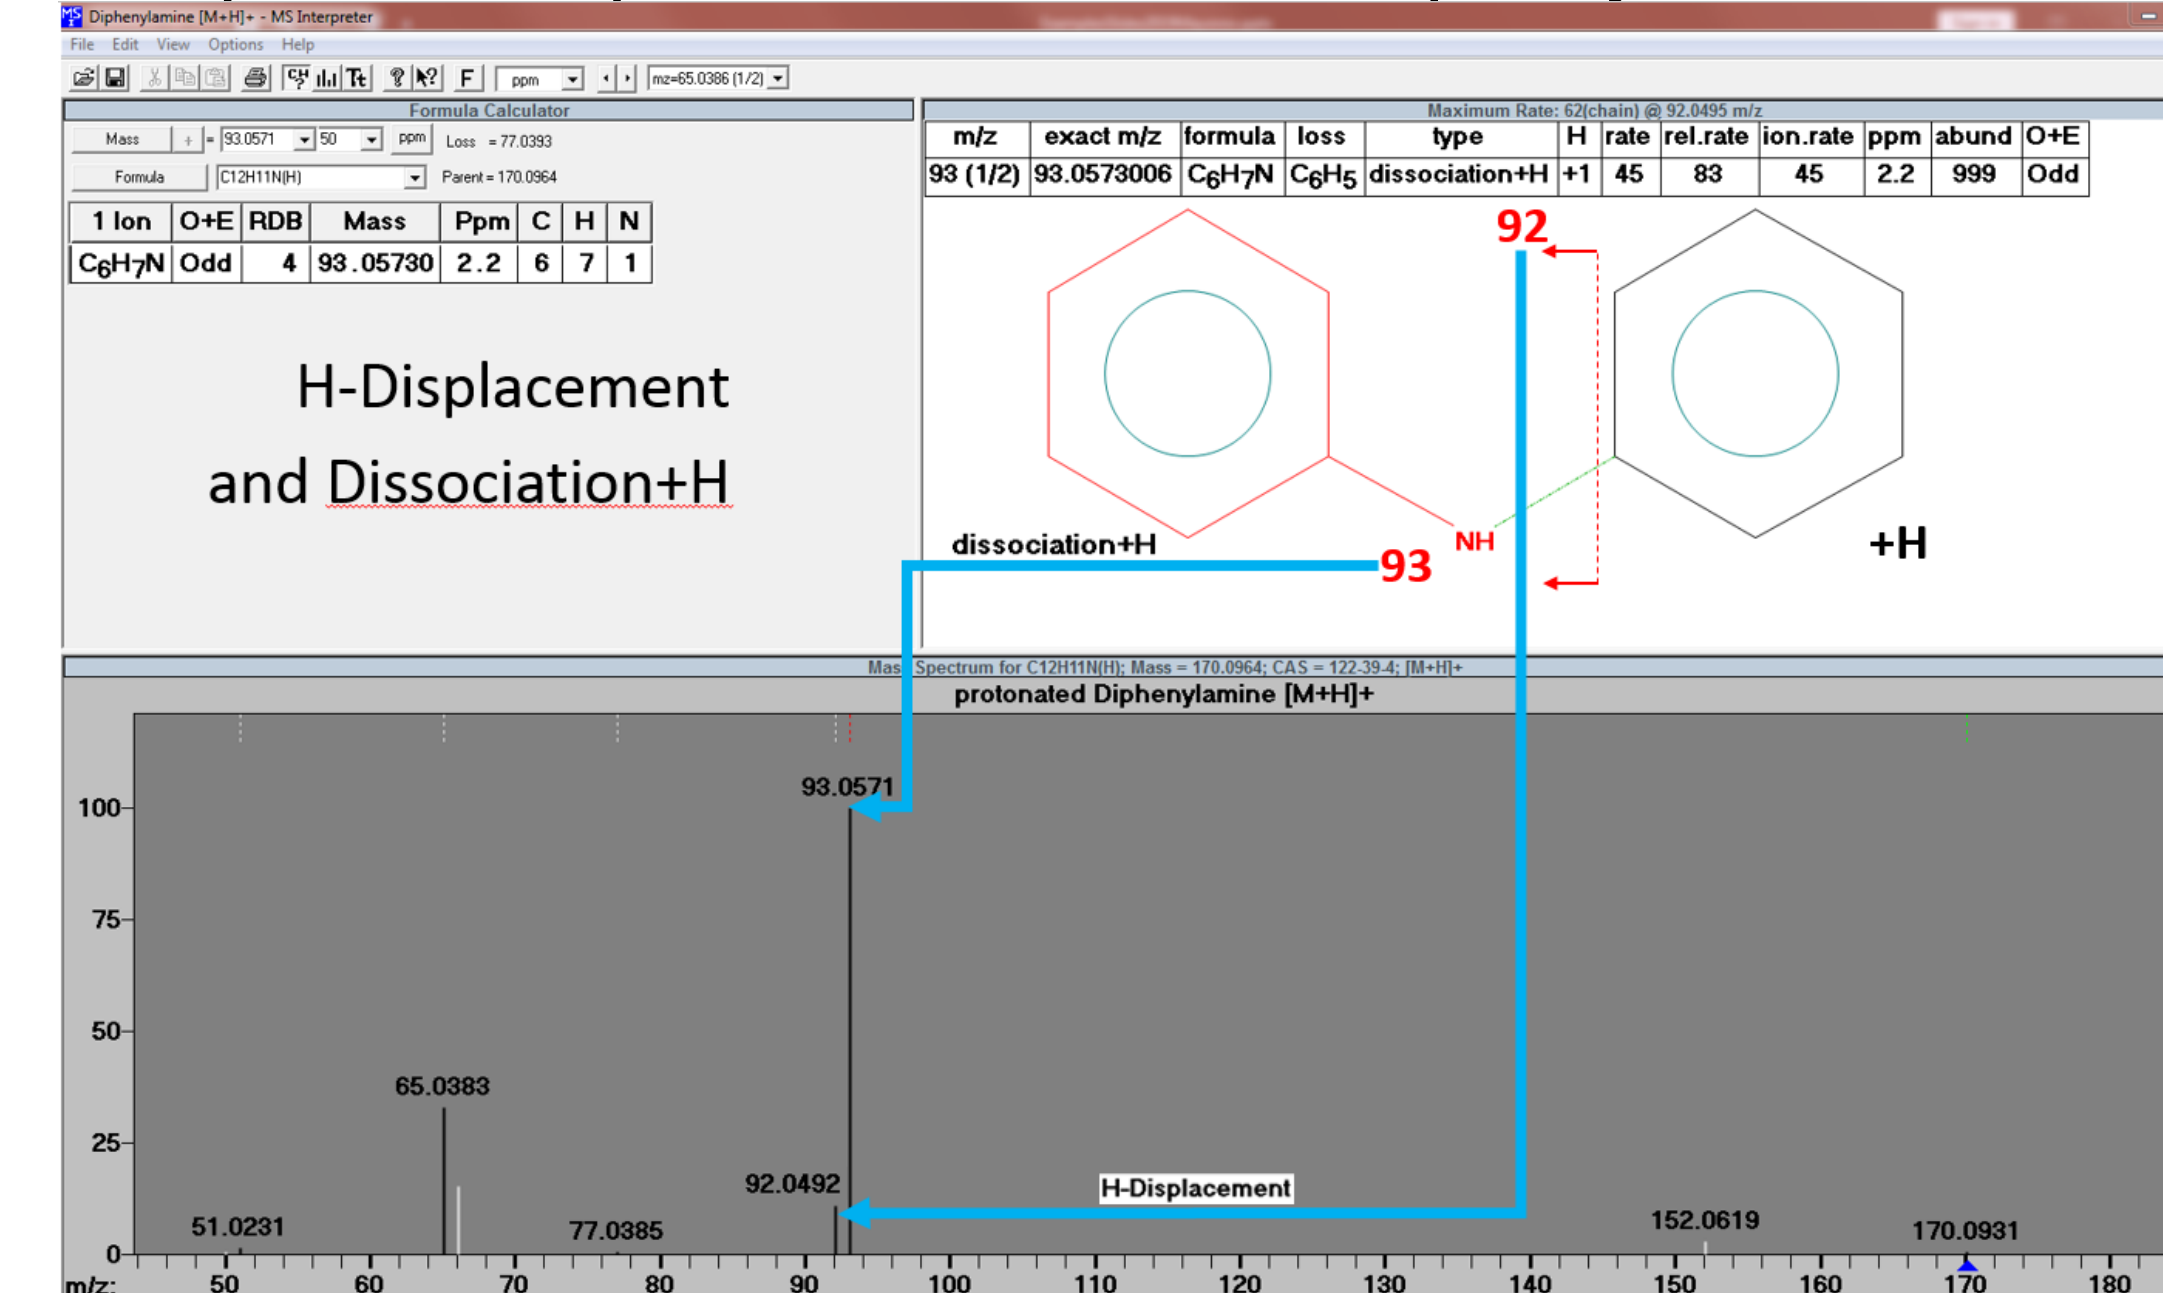 Diphenylamine [M+H]+ - MS Interpreter
File Edit View Options Help
F ppm mz=65.0386 (1/2)
Formula Calculator
Mass + = 93.0571 50 ppm Loss = 77.0393
Formula C12H11N(H) Parent = 170.0964
1 Ion O+E RDB Mass Ppm C H N
C6H7N Odd 4 93.05730 2.2 6 7 1
H-Displacement
and Dissociation+H
Maximum Rate: 62(chain) @ 92.0495 m/z
m/z exact m/z formula loss type H rate rel.rate ion.rate ppm abund O+E
93 (1/2) 93.0573006 C6H7N C6H5 dissociation+H +1 45 83 45 2.2 999 Odd
92
NH
dissociation+H
93
+H
Mass Spectrum for C12H11N(H); Mass = 170.0964; CAS = 122-39-4; [M+H]+
protonated Diphenylamine [M+H]+
93.0571
100
75
50
65.0383
25
92.0492
H-Displacement
51.0231
77.0385
152.0619
170.0931
0
m/z: 50 60 70 80 90 100 110 120 130 140 150 160 170 180